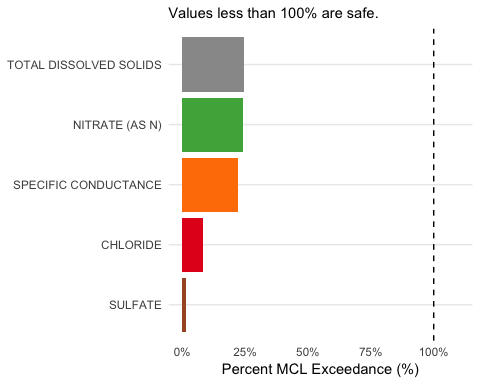 Values less than 100% are safe.
TOTAL DISSOLVED SOLIDS
NITRATE (AS N)
SPECIFIC CONDUCTANCE
CHLORIDE
SULFATE
0% 25% 50% 75% 100%
Percent MCL Exceedance (%)